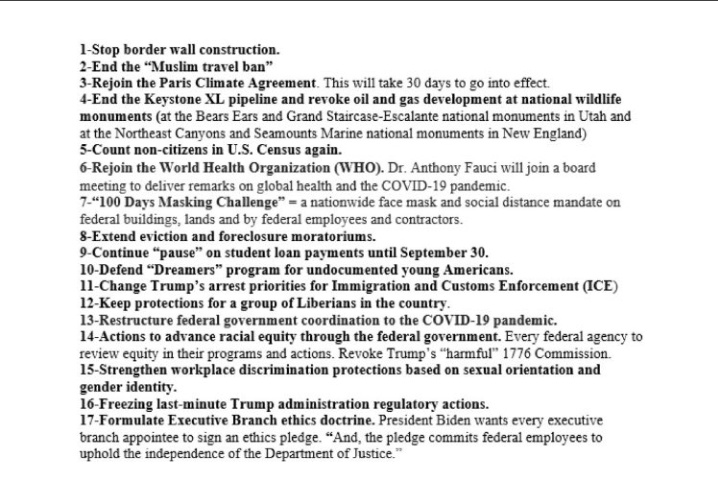 1-Stop border wall construction.
2-End the “Muslim travel ban”
3-Rejoin the Paris Climate Agreement. This will take 30 days to go into effect.
4-End the Keystone XL pipeline and revoke oil and gas development at national wildlife
monuments (at the Bears Ears and Grand Staircase-Escalante national monuments in Utah and
at the Northeast Canyons and Seamounts Marine national monuments in New England)
5-Count non-citizens in U.S. Census again.
6-Rejoin the World Health Organization (WHO). Dr. Anthony Fauci will join a board
meeting to deliver remarks on global health and the COVID-19 pandemic.
7-“100 Days Masking Challenge” = a nationwide face mask and social distance mandate on
federal buildings, lands and by federal employees and contractors.
8-Extend eviction and foreclosure moratoriums.
9-Continue “pause” on student loan payments until September 30.
10-Defend “Dreamers” program for undocumented young Americans.
11-Change Trump’s arrest priorities for Immigration and Customs Enforcement (ICE)
12-Keep protections for a group of Liberians in the country.
13-Restructure federal government coordination to the COVID-19 pandemic.
14-Actions to advance racial equity through the federal government. Every federal agency to
review equity in their programs and actions. Revoke Trump’s “harmful” 1776 Commission.
15-Strengthen workplace discrimination protections based on sexual orientation and
gender identity.
16-Freezing last-minute Trump administration regulatory actions.
17-Formulate Executive Branch ethics doctrine. President Biden wants every executive
branch appointee to sign an ethics pledge. “And, the pledge commits federal employees to
uphold the independence of the Department of Justice.”